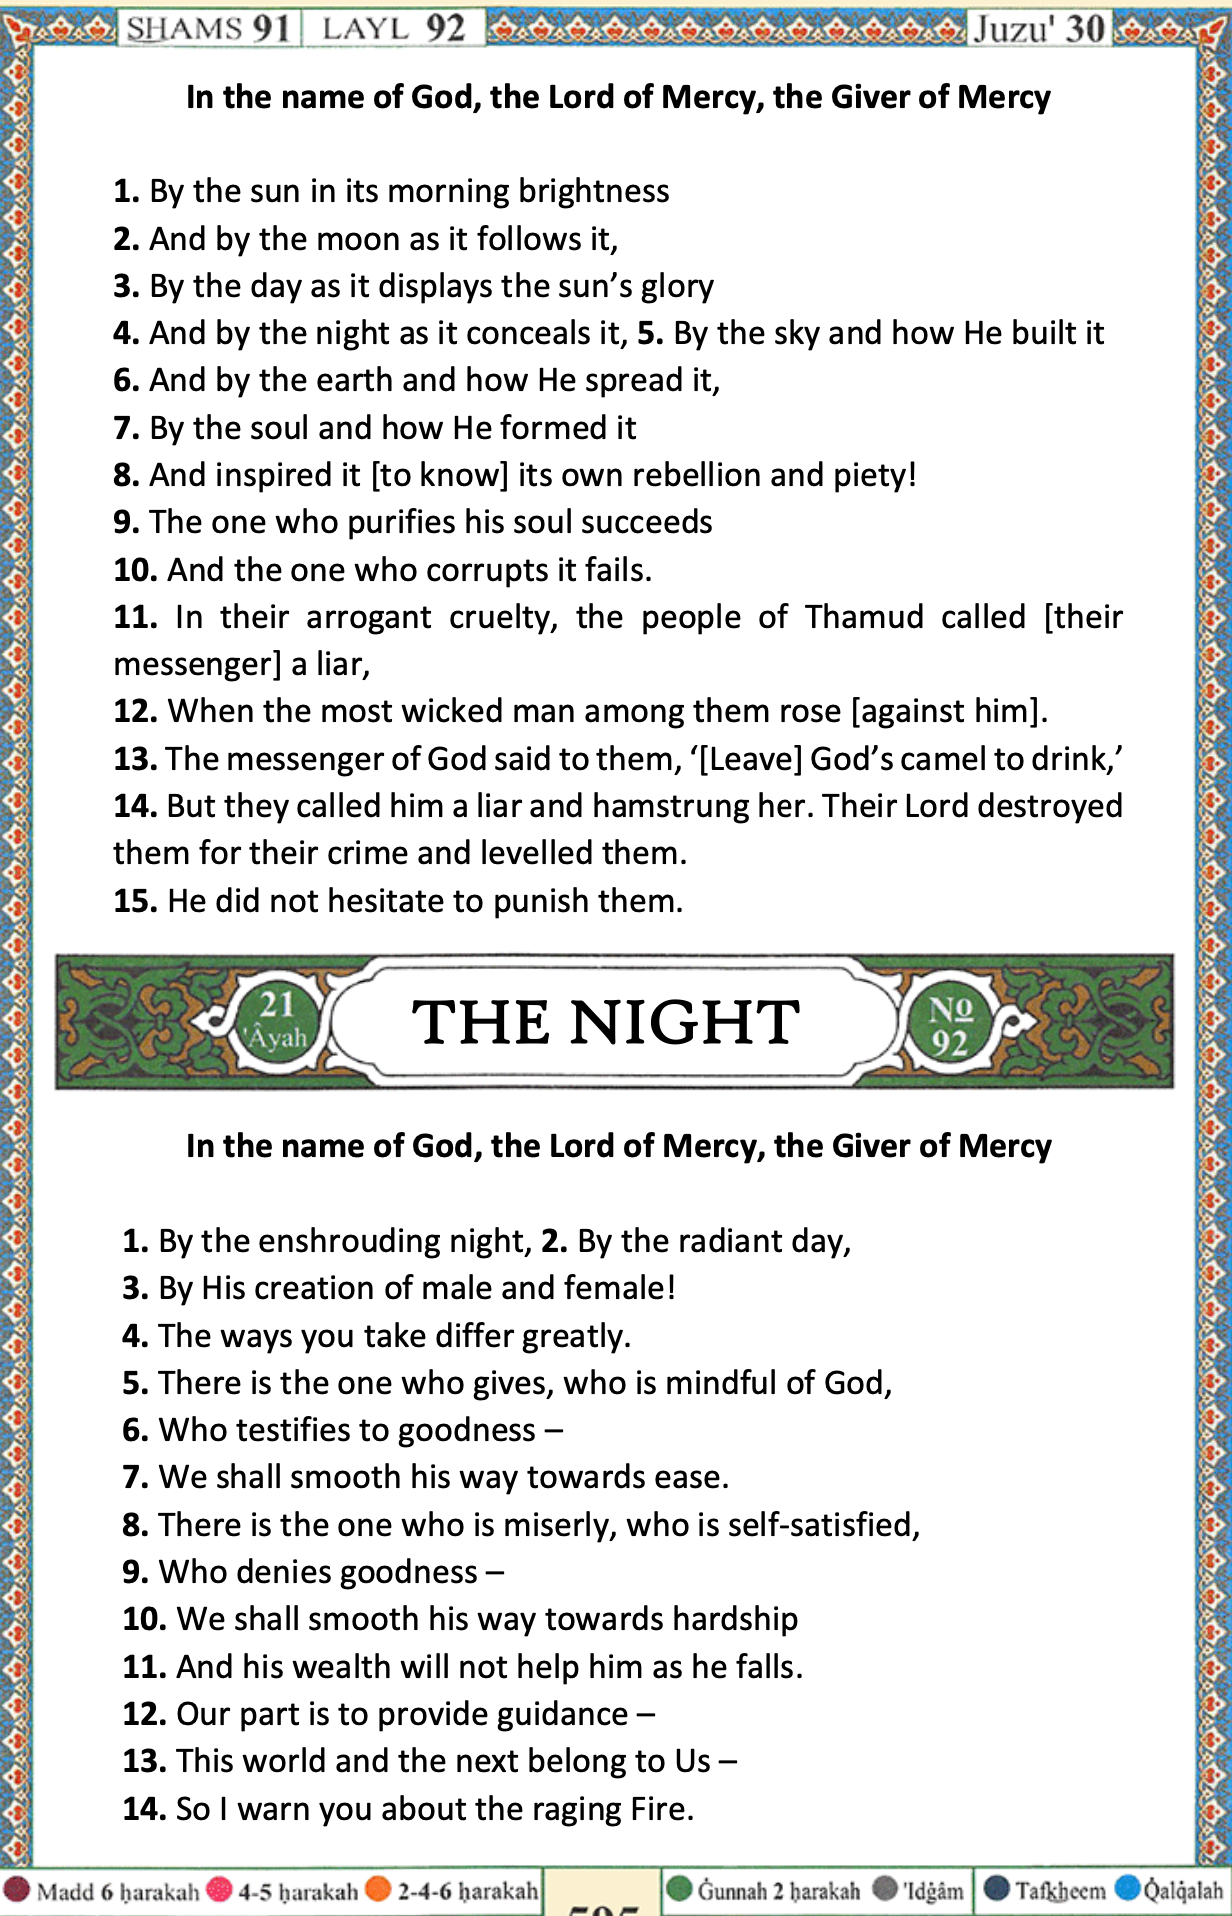 SHAMS 91 LAYL 92 Juzu' 30
In the name of God, the Lord of Mercy, the Giver of Mercy
1. By the sun in its morning brightness
2. And by the moon as it follows it,
3. By the day as it displays the sun’s glory
4. And by the night as it conceals it, 5. By the sky and how He built it
6. And by the earth and how He spread it,
7. By the soul and how He formed it
8. And inspired it [to know] its own rebellion and piety!
9. The one who purifies his soul succeeds
10. And the one who corrupts it fails.
11. In their arrogant cruelty, the people of Thamud called [their
messenger] a liar,
12. When the most wicked man among them rose [against him].
13. The messenger of God said to them, ‘[Leave] God’s camel to drink,’
14. But they called him a liar and hamstrung her. Their Lord destroyed
them for their crime and levelled them.
15. He did not hesitate to punish them.
21 'Âyah
THE NIGHT
No 92
In the name of God, the Lord of Mercy, the Giver of Mercy
1. By the enshrouding night, 2. By the radiant day,
3. By His creation of male and female!
4. The ways you take differ greatly.
5. There is the one who gives, who is mindful of God,
6. Who testifies to goodness –
7. We shall smooth his way towards ease.
8. There is the one who is miserly, who is self-satisfied,
9. Who denies goodness –
10. We shall smooth his way towards hardship
11. And his wealth will not help him as he falls.
12. Our part is to provide guidance –
13. This world and the next belong to Us –
14. So I warn you about the raging Fire.
Madd 6 ḥarakah 4-5 ḥarakah 2-4-6 ḥarakah Ġunnah 2 ḥarakah 'Idġâm Tafkheem Qalqalah